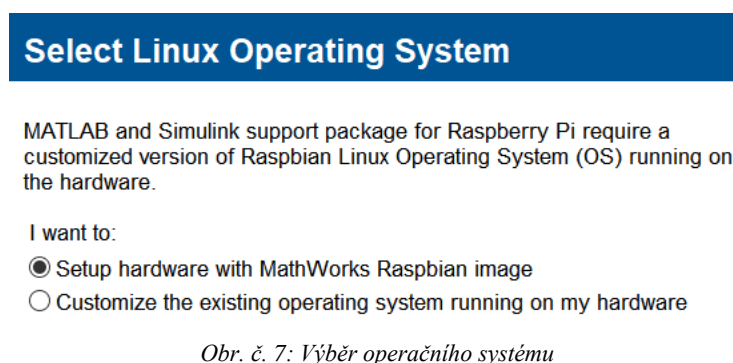 Select Linux Operating System
MATLAB and Simulink support package for Raspberry Pi require a
customized version of Raspbian Linux Operating System (OS) running on
the hardware.
I want to:
Setup hardware with MathWorks Raspbian image
Customize the existing operating system running on my hardware
Obr. č. 7: Výběr operačního systému